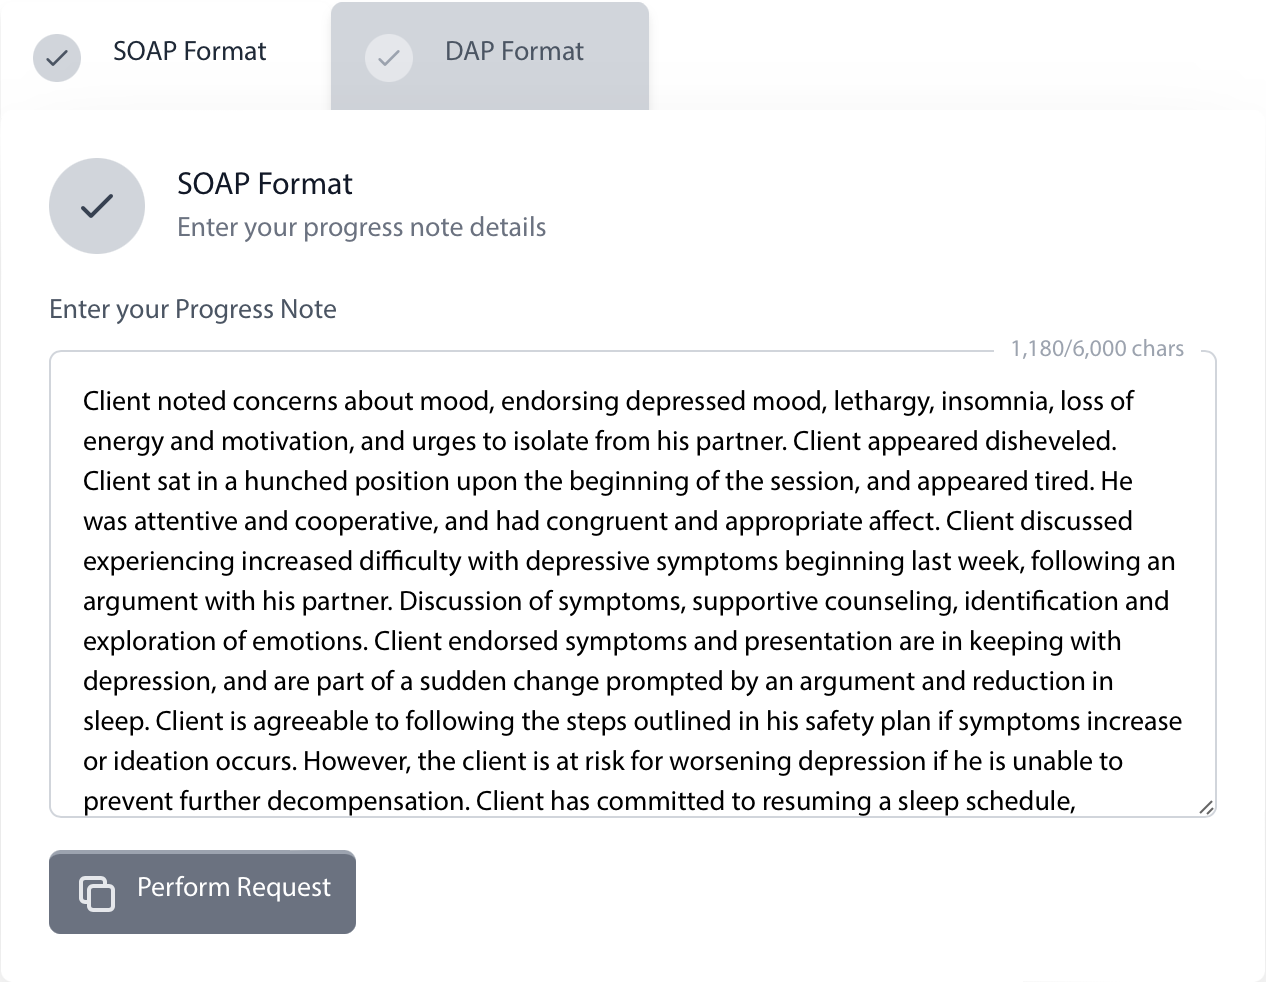 SOAP Format
DAP Format
SOAP Format
Enter your progress note details
Enter your Progress Note
1,180/6,000 chars
Client noted concerns about mood, endorsing depressed mood, lethargy, insomnia, loss of
energy and motivation, and urges to isolate from his partner. Client appeared disheveled.
Client sat in a hunched position upon the beginning of the session, and appeared tired. He
was attentive and cooperative, and had congruent and appropriate affect. Client discussed
experiencing increased difficulty with depressive symptoms beginning last week, following an
argument with his partner. Discussion of symptoms, supportive counseling, identification and
exploration of emotions. Client endorsed symptoms and presentation are in keeping with
depression, and are part of a sudden change prompted by an argument and reduction in
sleep. Client is agreeable to following the steps outlined in his safety plan if symptoms increase
or ideation occurs. However, the client is at risk for worsening depression if he is unable to
prevent further decompensation. Client has committed to resuming a sleep schedule,
Perform Request